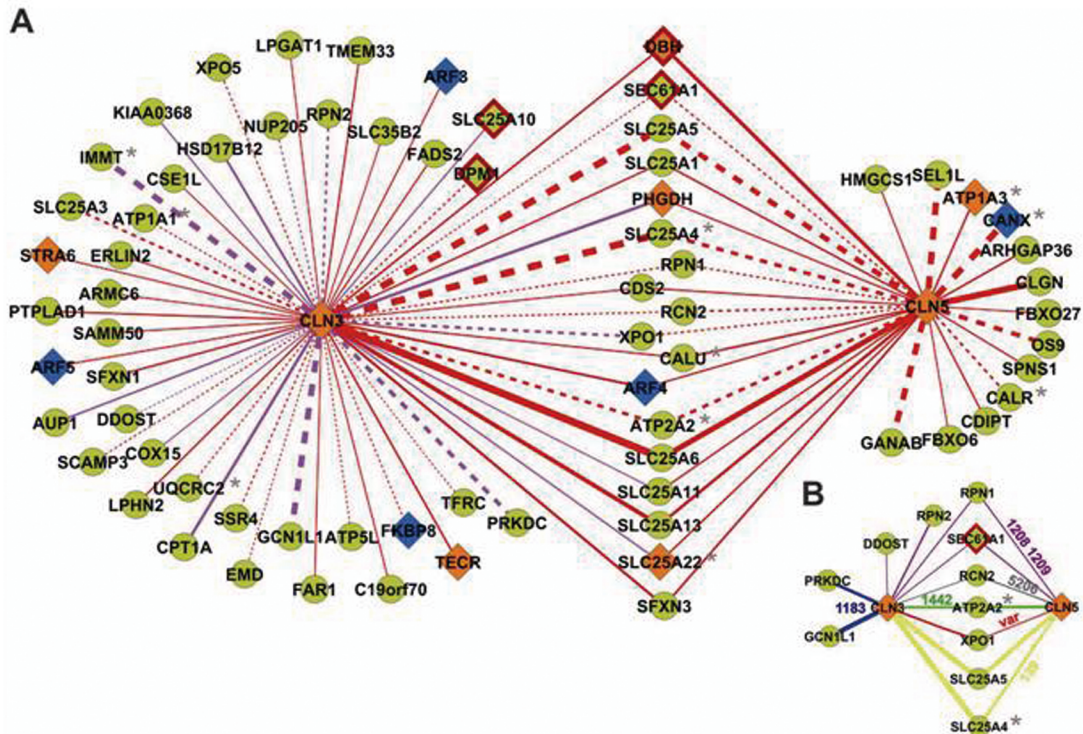 A
LPGAT1
TMEM33
XPO5
ARF3
DBH
SEC61A1
KIAA0368
NUP205
RPN2
SLC35B2
SLC25A10
SLC25A5
IMMT *
HSD17B12
FADS2
DPM1
SLC25A1
CSE1L
HMGCS1
SEL1L
ATP1A3 *
SLC25A3
ATP1A1 *
PHGDH
CANX *
SLC25A4 *
STRA6
ERLIN2
RPN1
ARHGAP36
ARMC6
CDS2
CLGN
PTPLAD1
CLN3
RCN2
CLN5
FBXO27
SAMM50
XPO1
OS9
ARF5
SFXN1
CALU *
SPNS1
ARF4
CALR *
AUP1
DDOST
ATP2A2 *
CDIPT
SCAMP3
COX15
SLC25A6
GANAB
FBXO6
LPHN2
UQCRC2 *
SLC25A11
SSR4
TFRC
PRKDC
SLC25A13
CPT1A
GCN1L1
ATP5L
FKBP8
SLC25A22 *
EMD
FAR1
C19orf70
TECR
SFXN3
B
RPN1
RPN2
1208 1209
DDOST
SEC61A1
PRKDC
RCN2
5206
1183
CLN3
1442
ATP2A2 *
CLN5
GCN1L1
XPO1
var
SLC25A5
SLC25A4 *